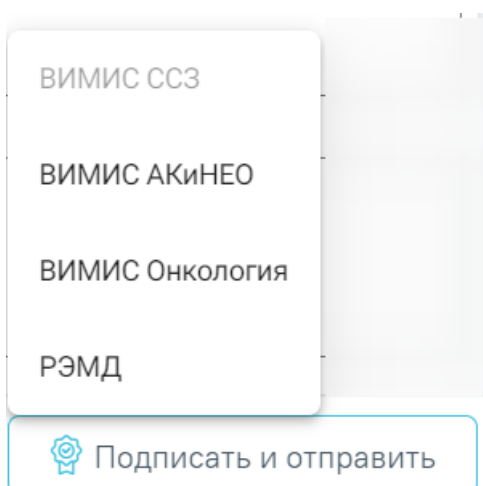 ВИМИС ССЗ
ВИМИС АКиНЕО
ВИМИС Онкология
РЭМД
Подписать и отправить